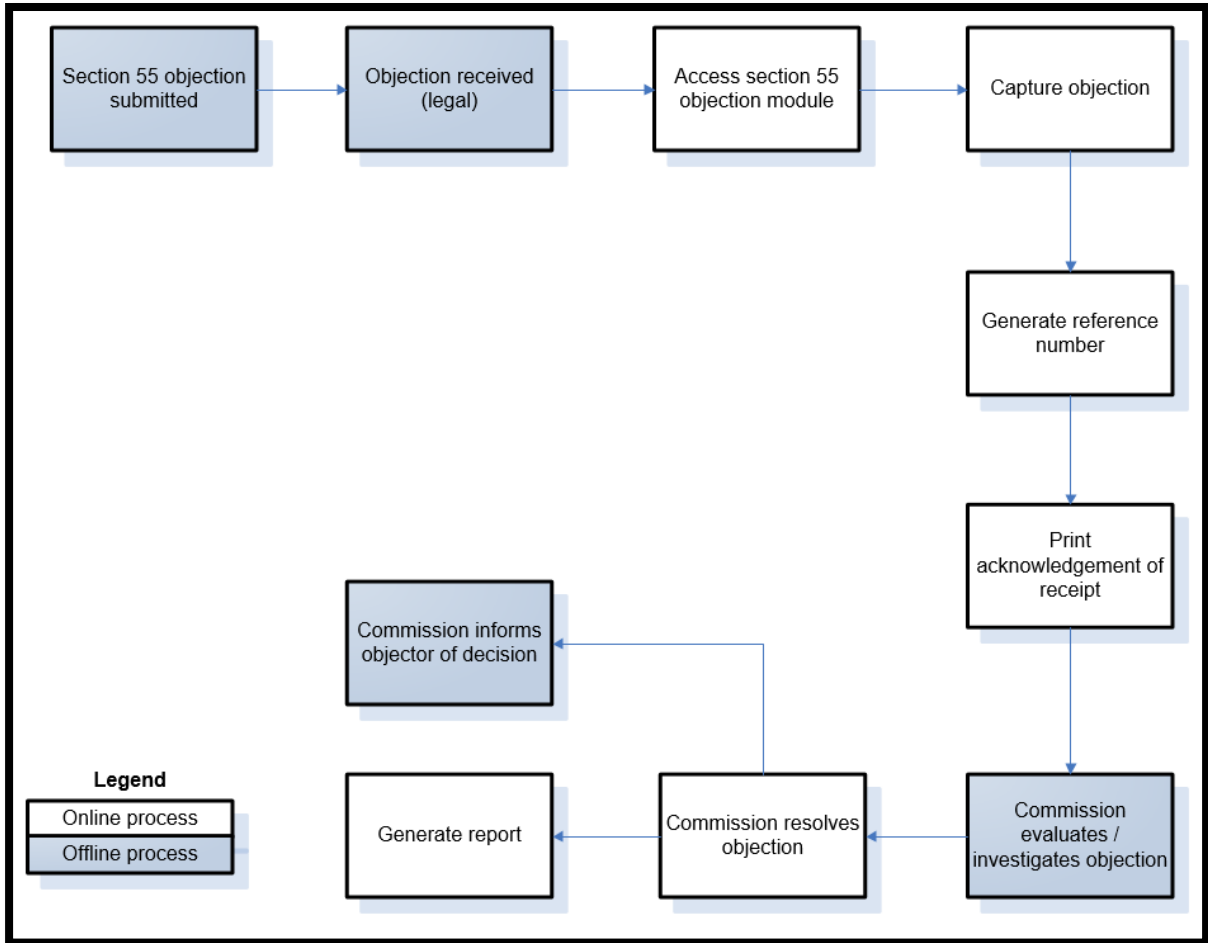 Section 55 objection
submitted
Objection received
(legal)
Access section 55
objection module
Capture objection
Generate reference
number
Print
acknowledgement of
receipt
Commission informs
objector of decision
Legend
Online process
Offline process
Generate report
Commission resolves
objection
Commission
evaluates /
investigates objection